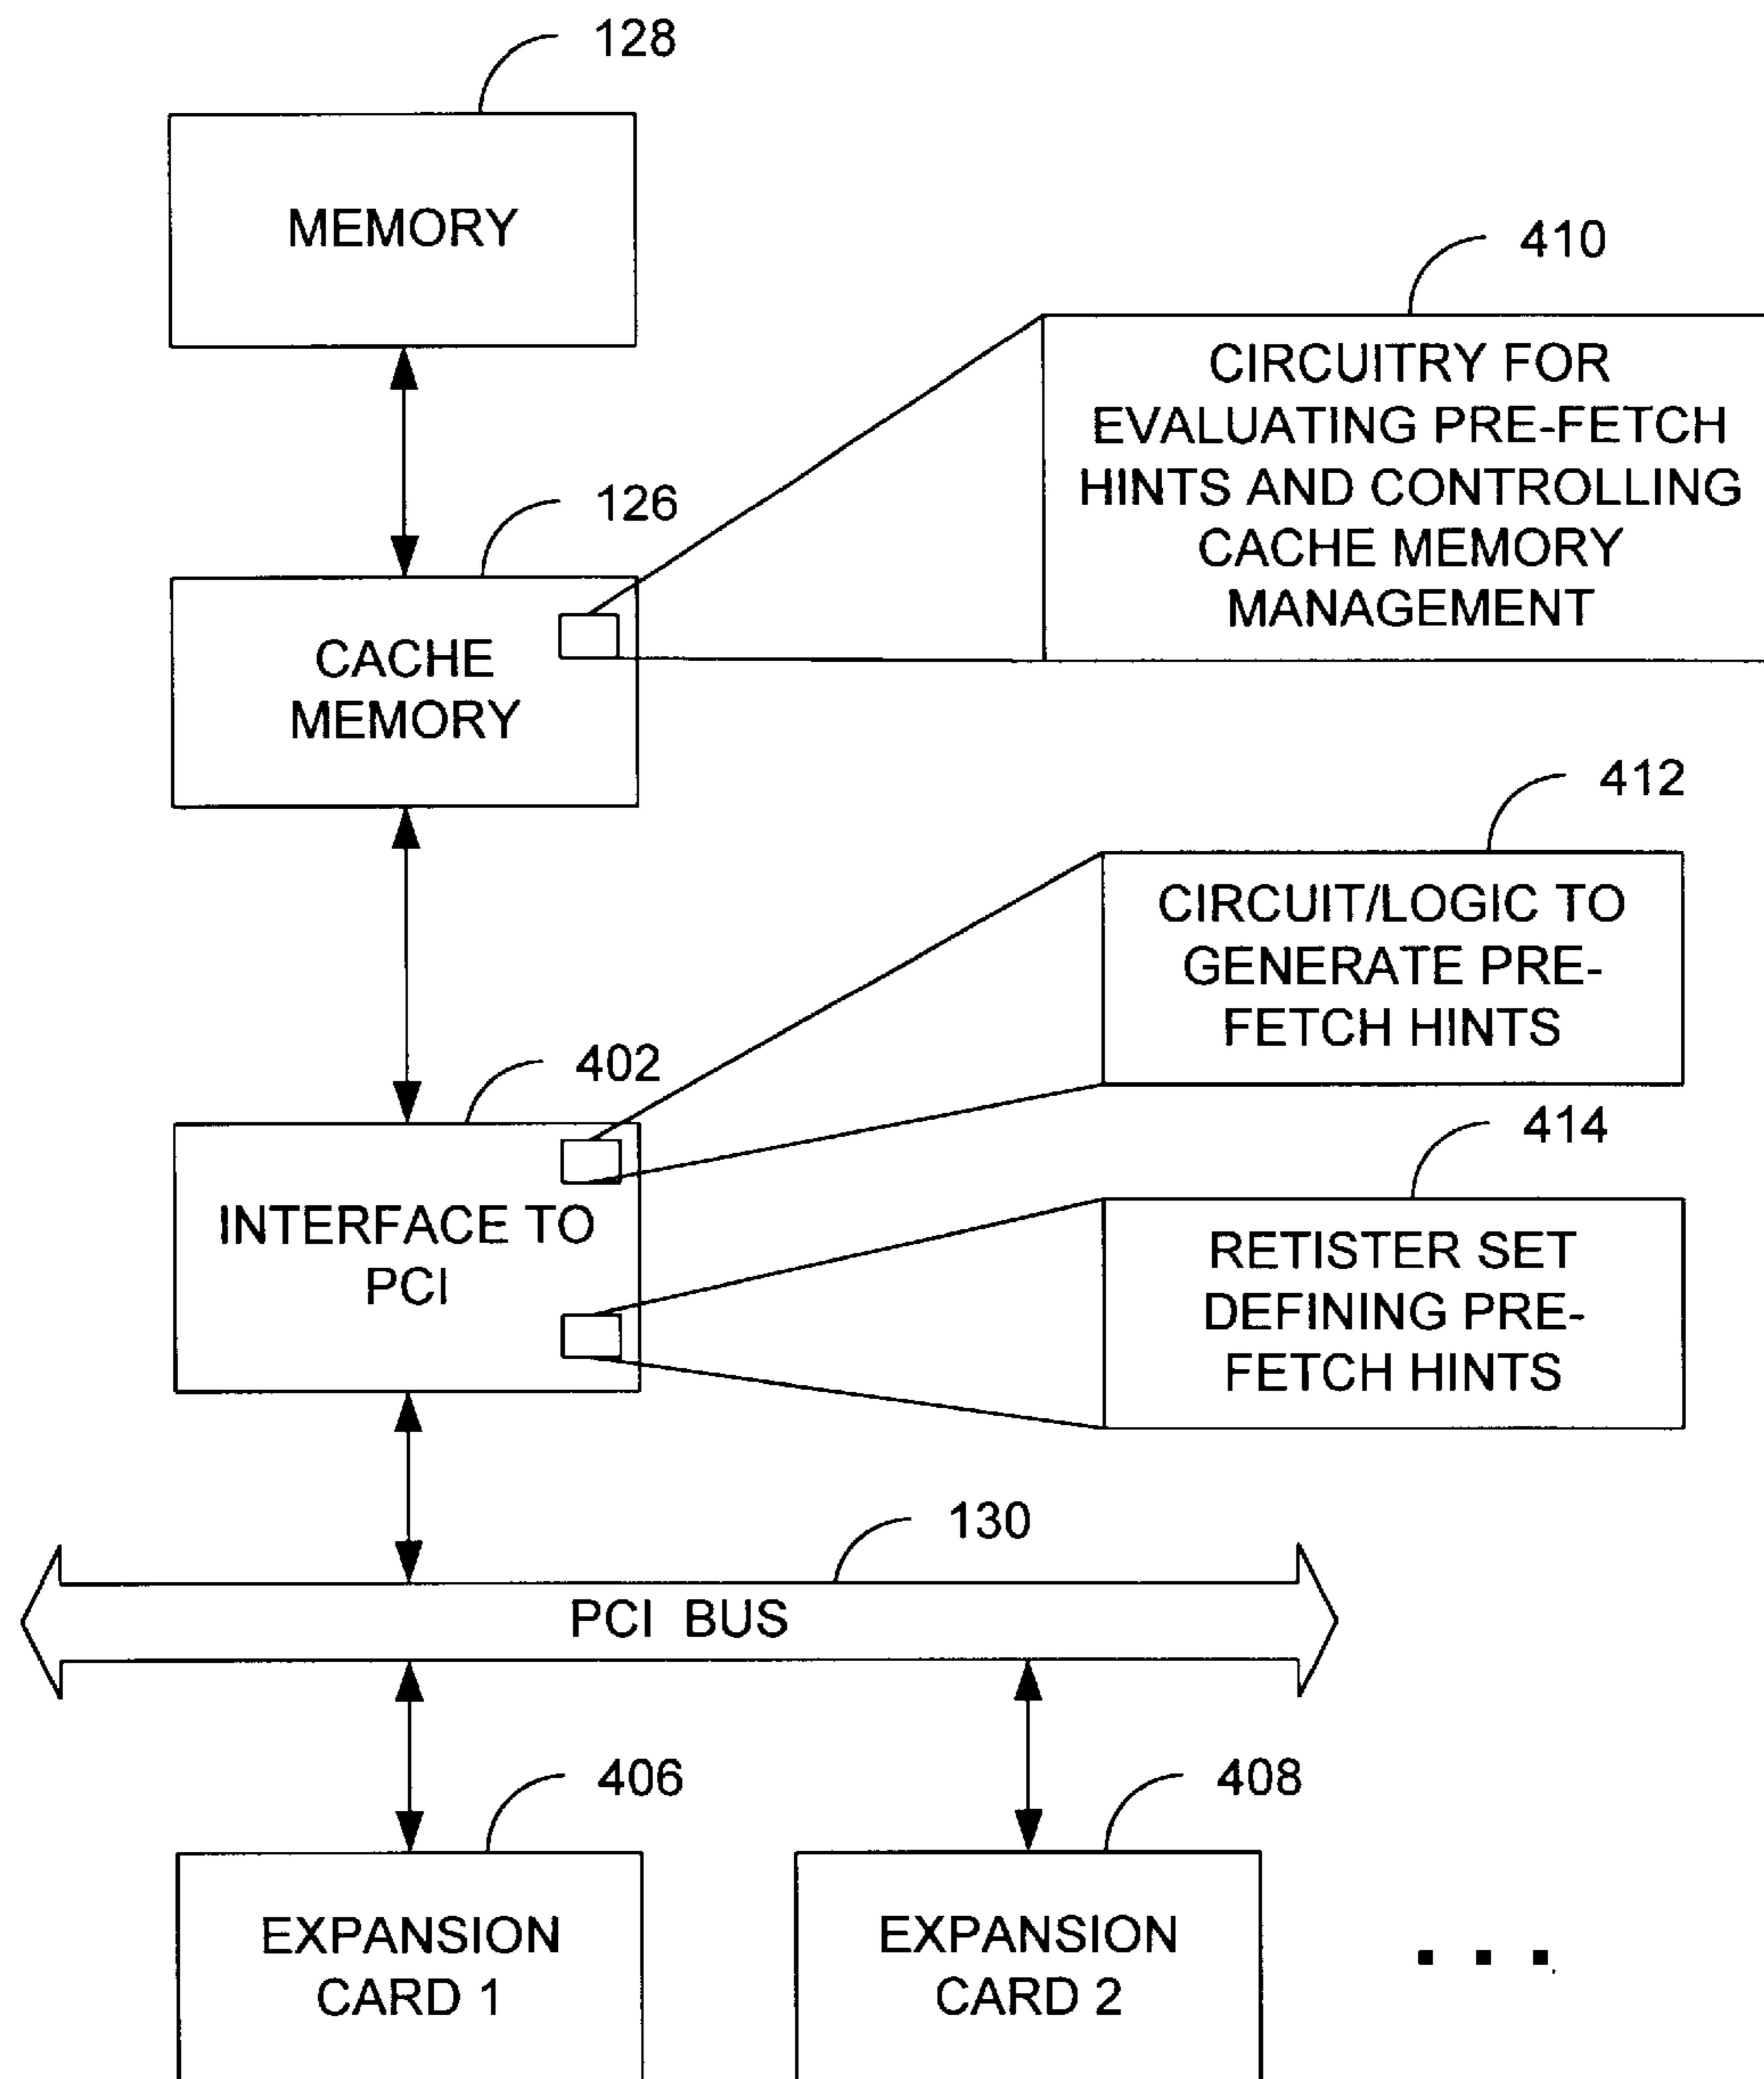 128
MEMORY
410
CIRCUITRY FOR
EVALUATING PRE-FETCH
HINTS AND CONTROLLING
CACHE MEMORY
MANAGEMENT
126
CACHE
MEMORY
412
CIRCUIT/LOGIC TO
GENERATE PRE-
FETCH HINTS
402
INTERFACE TO
PCI
414
RETISTER SET
DEFINING PRE-
FETCH HINTS
130
PCI BUS
406
EXPANSION
CARD 1
408
EXPANSION
CARD 2
. . .